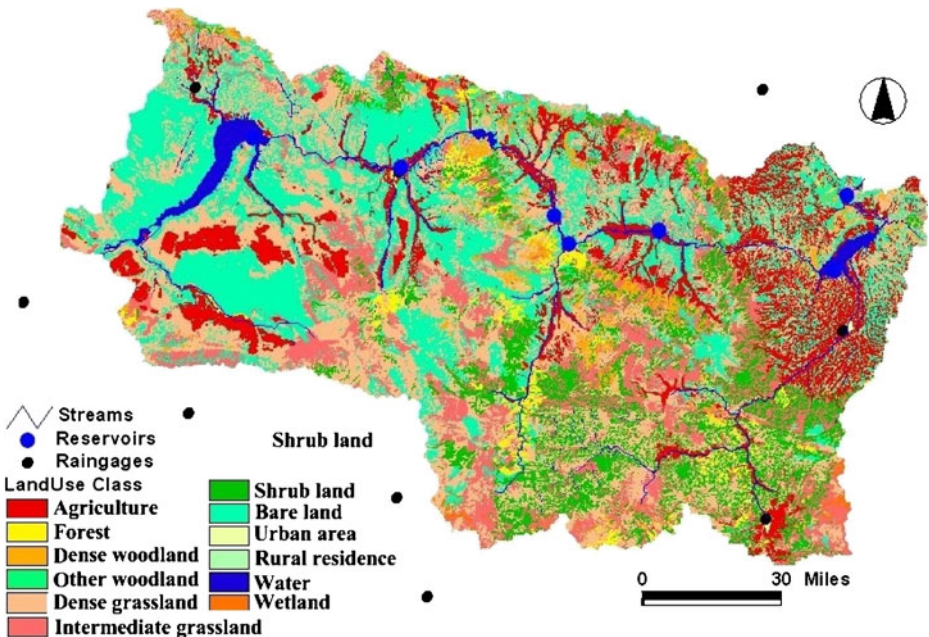 Streams
Reservoirs
Raingages
Shrub land
LandUse Class
Agriculture
Forest
Dense woodland
Other woodland
Dense grassland
Intermediate grassland
Shrub land
Bare land
Urban area
Rural residence
Water
Wetland
0 30 Miles